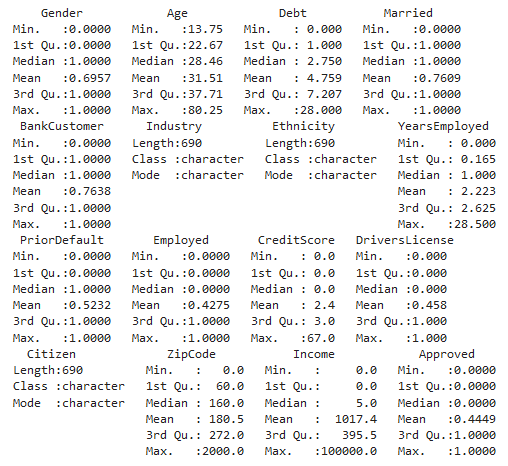 Gender Age Debt Married
Min. :0.0000 Min. :13.75 Min. : 0.000 Min. :0.0000
1st Qu.:0.0000 1st Qu.:22.67 1st Qu.: 1.000 1st Qu.:1.0000
Median :1.0000 Median :28.46 Median : 2.750 Median :1.0000
Mean :0.6957 Mean :31.51 Mean : 4.759 Mean :0.7609
3rd Qu.:1.0000 3rd Qu.:37.71 3rd Qu.: 7.207 3rd Qu.:1.0000
Max. :1.0000 Max. :80.25 Max. :28.000 Max. :1.0000
BankCustomer Industry Ethnicity YearsEmployed
Min. :0.0000 Length:690 Length:690 Min. : 0.000
1st Qu.:1.0000 Class :character Class :character 1st Qu.: 0.165
Median :1.0000 Mode :character Mode :character Median : 1.000
Mean :0.7638 Mean : 2.223
3rd Qu.:1.0000 3rd Qu.: 2.625
Max. :1.0000 Max. :28.500
PriorDefault Employed CreditScore DriversLicense
Min. :0.0000 Min. :0.0000 Min. : 0.0 Min. :0.000
1st Qu.:0.0000 1st Qu.:0.0000 1st Qu.: 0.0 1st Qu.:0.000
Median :1.0000 Median :0.0000 Median : 0.0 Median :0.000
Mean :0.5232 Mean :0.4275 Mean : 2.4 Mean :0.458
3rd Qu.:1.0000 3rd Qu.:1.0000 3rd Qu.: 3.0 3rd Qu.:1.000
Max. :1.0000 Max. :1.0000 Max. :67.0 Max. :1.000
Citizen ZipCode Income Approved
Length:690 Min. : 0.0 Min. : 0.0 Min. :0.0000
Class :character 1st Qu.: 60.0 1st Qu.: 0.0 1st Qu.:0.0000
Mode :character Median : 160.0 Median : 5.0 Median :0.0000
Mean : 180.5 Mean : 1017.4 Mean :0.4449
3rd Qu.: 272.0 3rd Qu.: 395.5 3rd Qu.:1.0000
Max. :2000.0 Max. :100000.0 Max. :1.0000